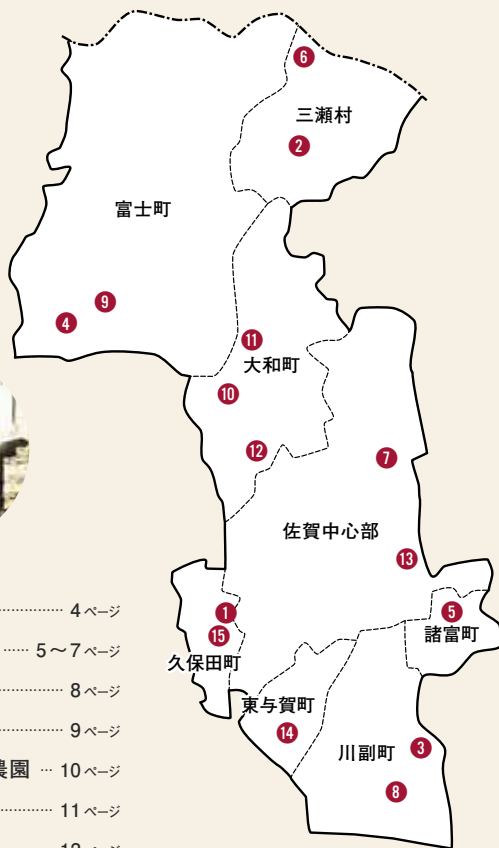 6
三瀬村
2
富士町
9
4
11
大和町
10
12
7
佐賀中心部
13
1
5
15
諸富町
久保田町
東与賀町
14
川副町
3
8
4ページ
5〜7ページ
8ページ
9ページ
農園 … 10ページ
11ページ